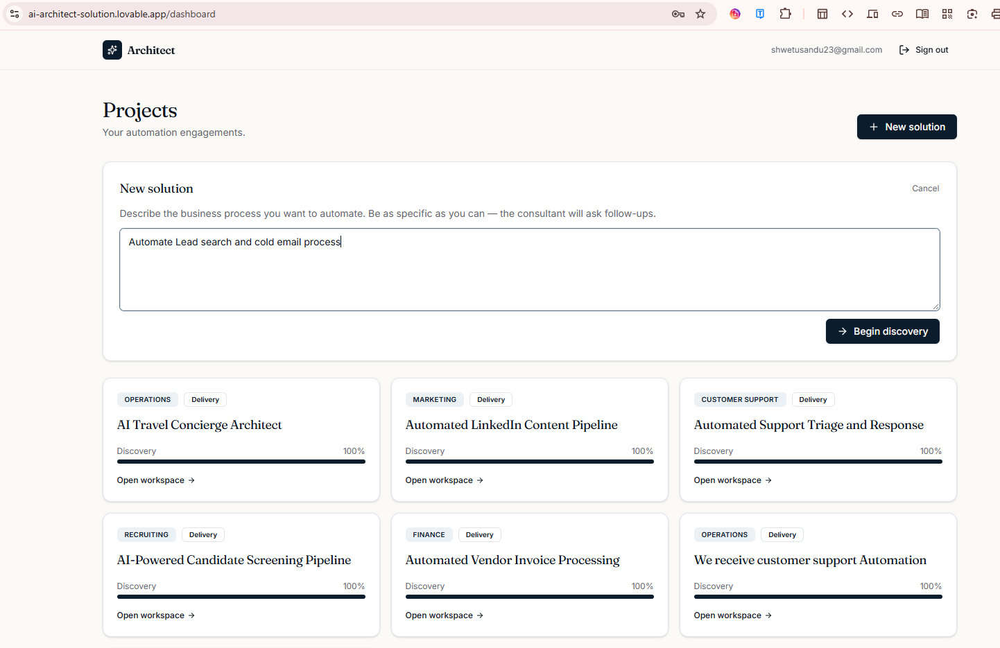 ai-architect-solution.lovable.app/dashboard
Architect
shwetusandu23@gmail.com
Sign out
Projects
Your automation engagements.
New solution
New solution
Cancel
Describe the business process you want to automate. Be as specific as you can — the consultant will ask follow-ups.
Automate Lead search and cold email process
Begin discovery
OPERATIONS Delivery
AI Travel Concierge Architect
Discovery 100%
Open workspace →
MARKETING Delivery
Automated LinkedIn Content Pipeline
Discovery 100%
Open workspace →
CUSTOMER SUPPORT Delivery
Automated Support Triage and Response
Discovery 100%
Open workspace →
RECRUITING Delivery
AI-Powered Candidate Screening Pipeline
Discovery 100%
Open workspace →
FINANCE Delivery
Automated Vendor Invoice Processing
Discovery 100%
Open workspace →
OPERATIONS Delivery
We receive customer support Automation
Discovery 100%
Open workspace →